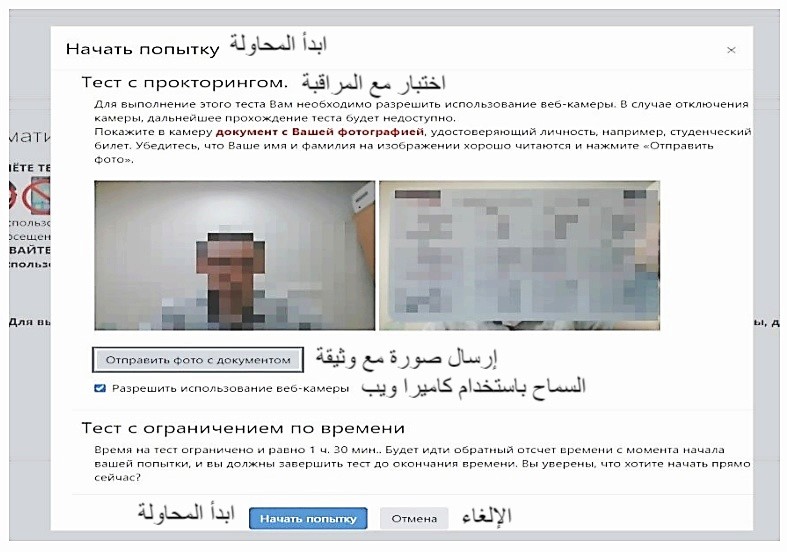 Начать попытку ابدأ المحاولة
×
Тест с прокторингом. اختبار مع المراقبة
Для выполнение этого теста Вам необходимо разрешить использование веб-камеры. В случае отключения
камеры, дальнейшее прохождение теста будет недоступно.
Покажите в камеру документ с Вашей фотографией, удостоверяющий личность, например, студенческий
билет. Убедитесь, что Ваше имя и фамилия на изображении хорошо читаются и нажмите «Отправить
фото».
Отправить фото с документом إرسال صورة مع وثيقة
Разрешить использование веб-камеры السماح باستخدام كاميرا ويب
Тест с ограничением по времени
Время на тест ограничено и равно 1 ч. 30 мин.. Будет идти обратный отсчет времени с момента начала
вашей попытки, и вы должны завершить тест до окончания времени. Вы уверены, что хотите начать прямо
сейчас?
ابدأ المحاولة Начать попытку Отмена الإلغاء
мати
ЧЁТЕ ТЕ
Для вы
ы, д